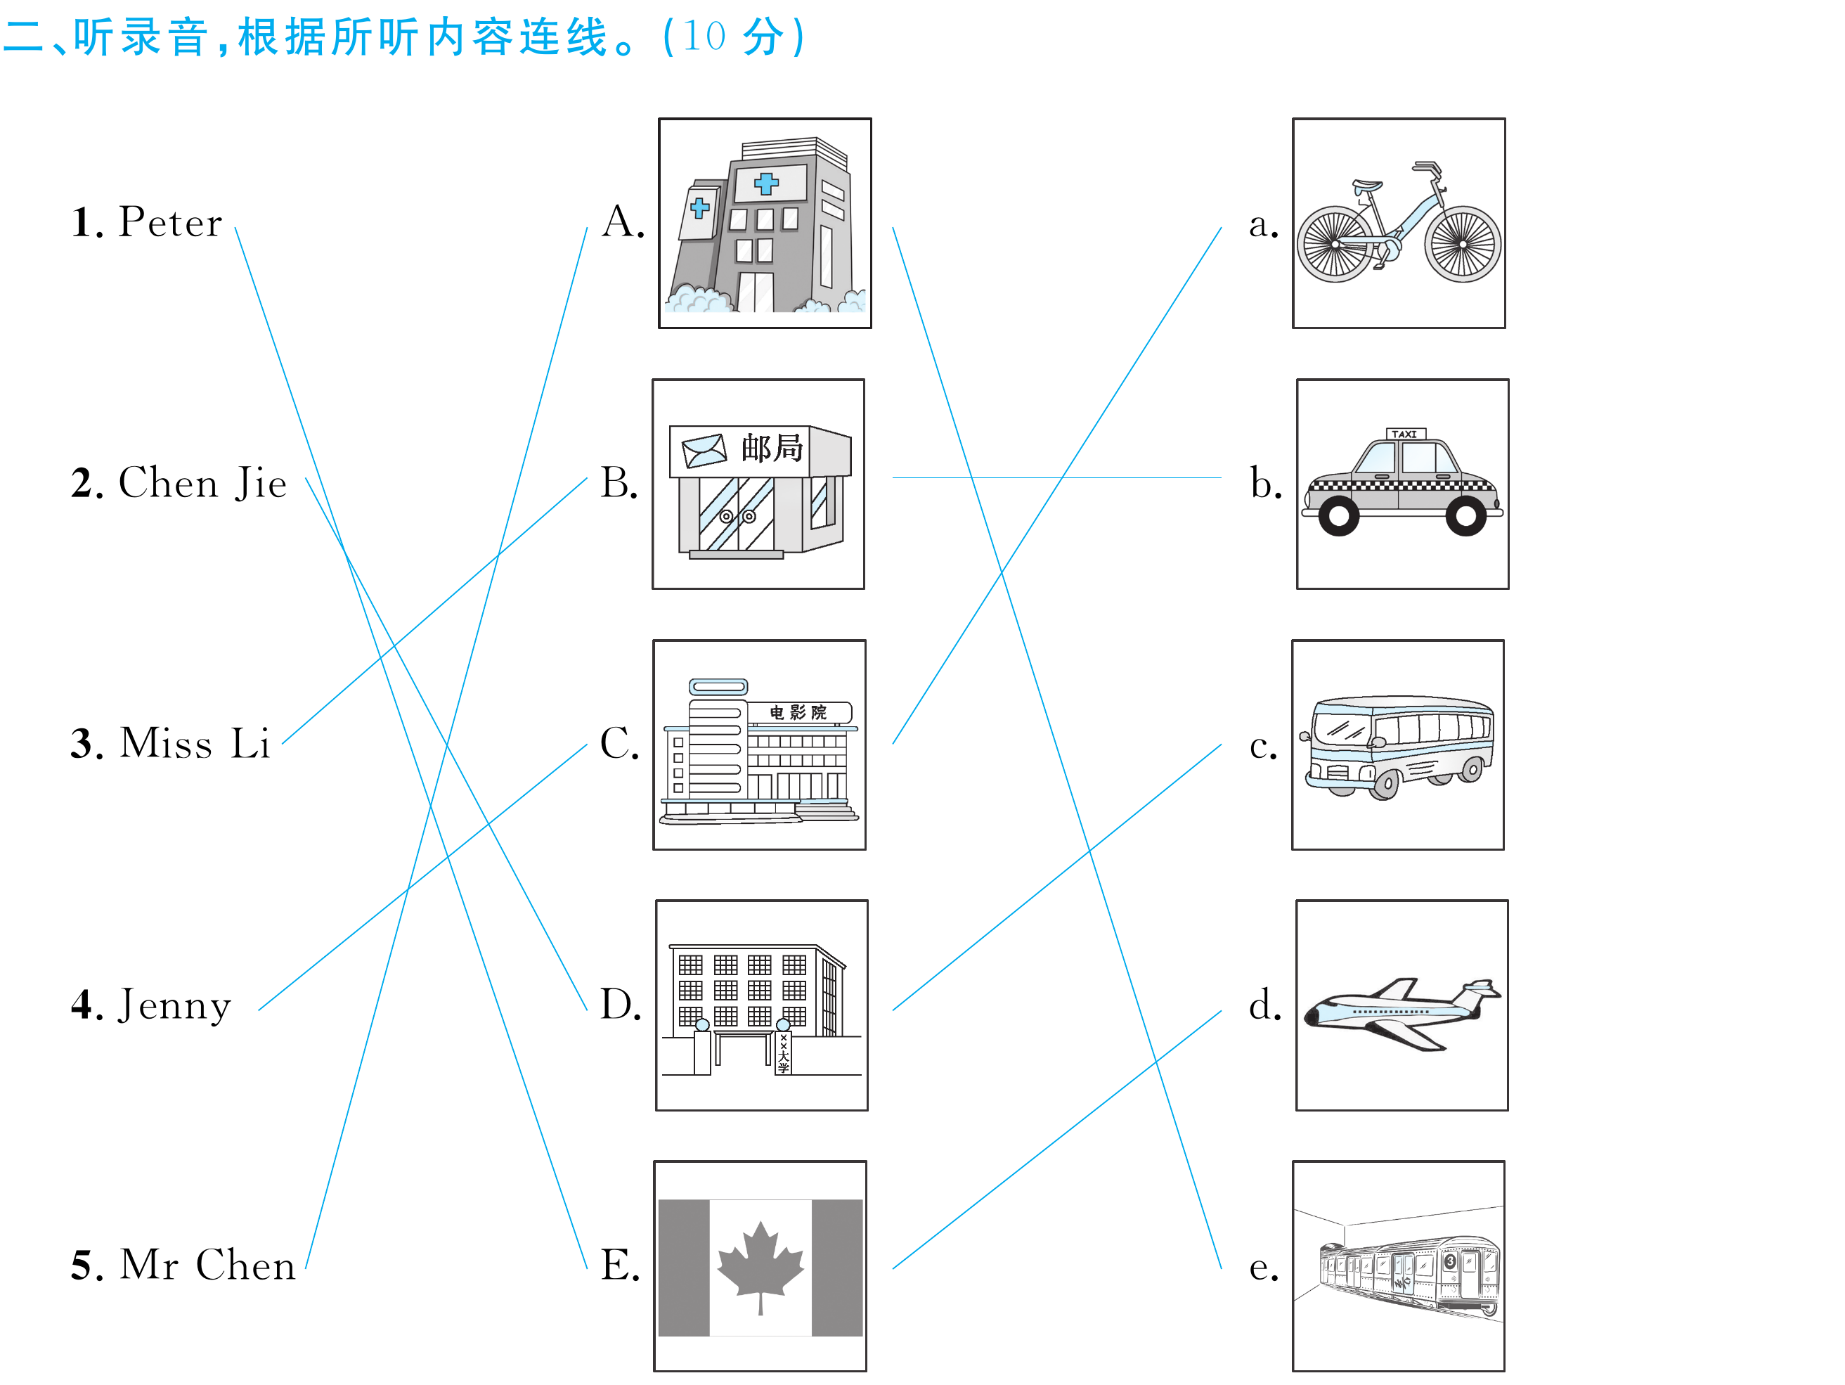 二、听录音,根据所听内容连线。(10 分)
1. Peter A. a.
2. Chen Jie B. 邮局 b. TAXI
3. Miss Li C. 电影院 c.
4. Jenny D. ××大学 d.
5. Mr Chen E. e. 3